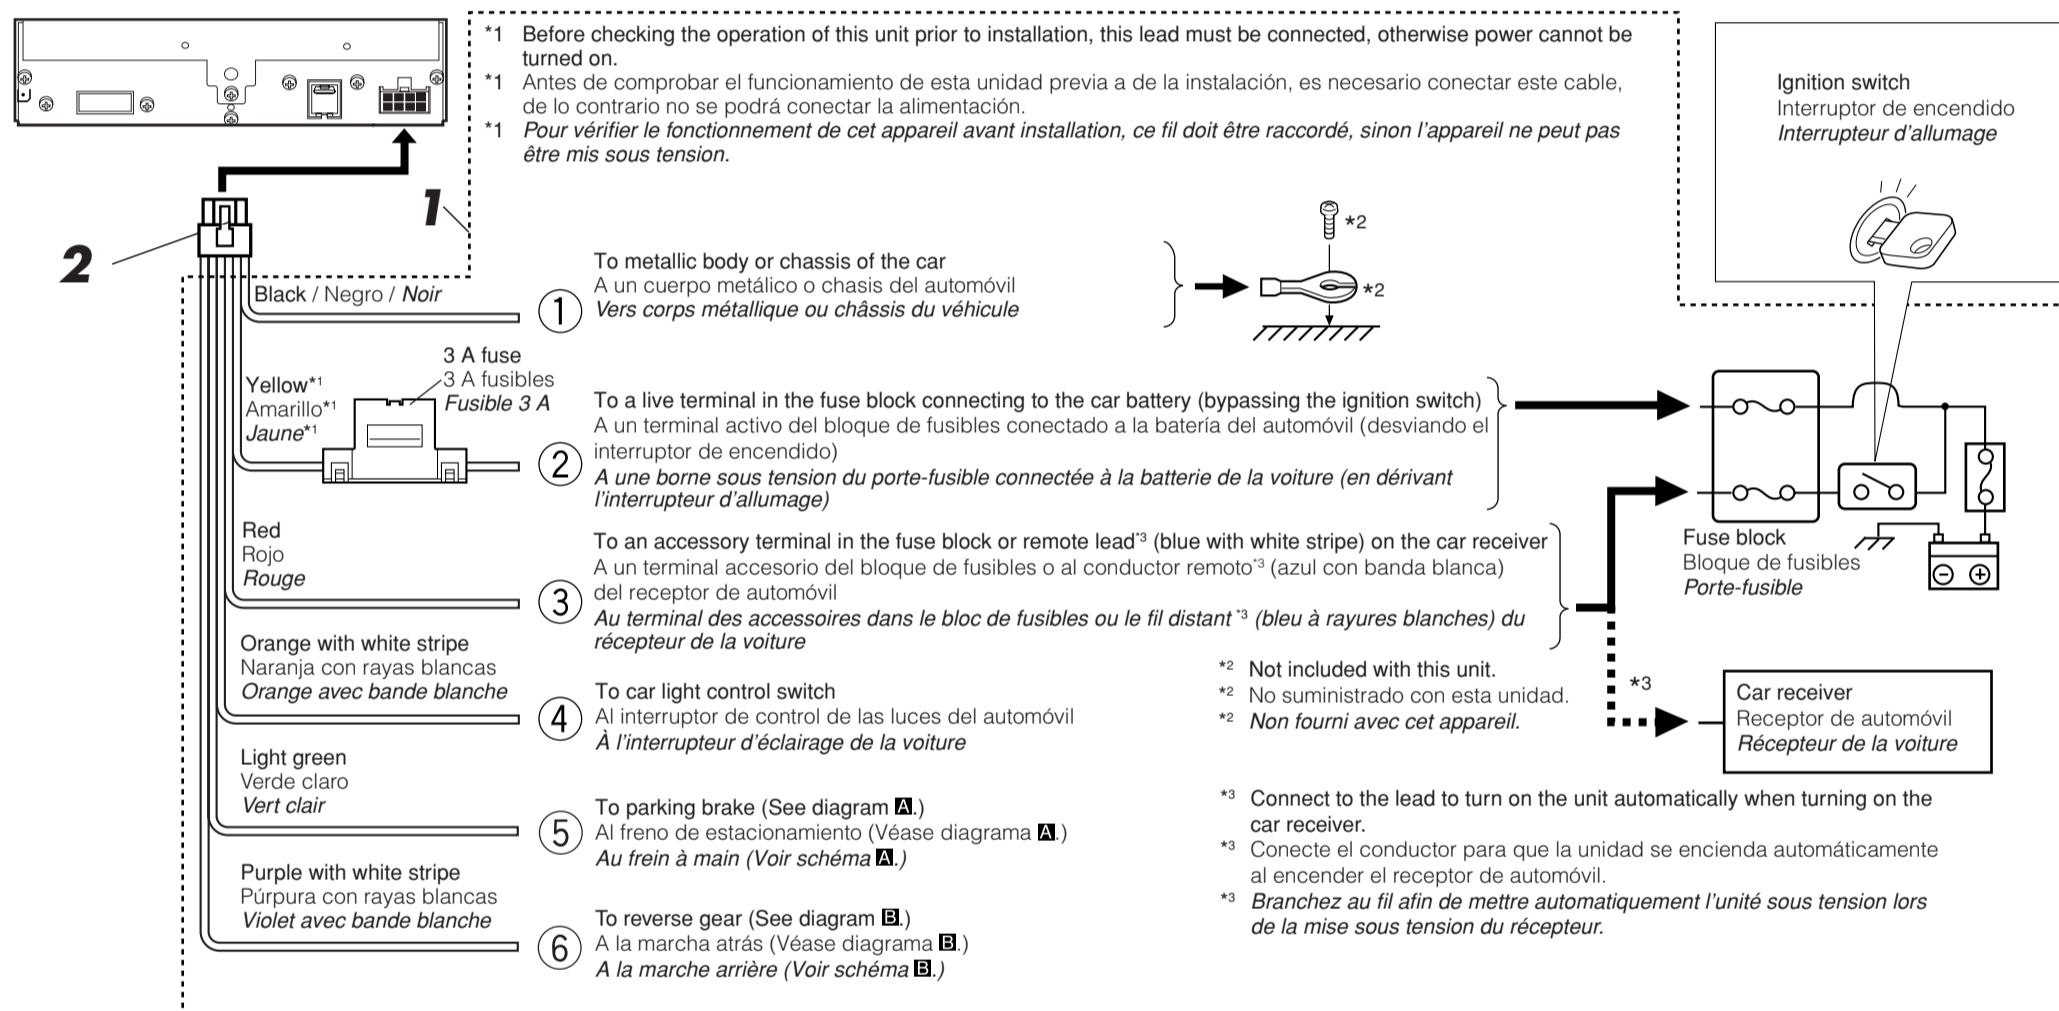 *1 Before checking the operation of this unit prior to installation, this lead must be connected, otherwise power cannot be
turned on.
*1 Antes de comprobar el funcionamiento de esta unidad previa a de la instalación, es necesario conectar este cable,
de lo contrario no se podrá conectar la alimentación.
*1 Pour vérifier le fonctionnement de cet appareil avant installation, ce fil doit être raccordé, sinon l’appareil ne peut pas
être mis sous tension.
Ignition switch
Interruptor de encendido
Interrupteur d’allumage
1
2
*2
*2
Black / Negro / Noir
1
To metallic body or chassis of the car
A un cuerpo metálico o chasis del automóvil
Vers corps métallique ou châssis du véhicule
3 A fuse
3 A fusibles
Fusible 3 A
Yellow*1
Amarillo*1
Jaune*1
2
To a live terminal in the fuse block connecting to the car battery (bypassing the ignition switch)
A un terminal activo del bloque de fusibles conectado a la batería del automóvil (desviando el
interruptor de encendido)
A une borne sous tension du porte-fusible connectée à la batterie de la voiture (en dérivant
l’interrupteur d’allumage)
Red
Rojo
Rouge
3
To an accessory terminal in the fuse block or remote lead*3 (blue with white stripe) on the car receiver
A un terminal accesorio del bloque de fusibles o al conductor remoto*3 (azul con banda blanca)
del receptor de automóvil
Au terminal des accessoires dans le bloc de fusibles ou le fil distant *3 (bleu à rayures blanches) du
récepteur de la voiture
Fuse block
Bloque de fusibles
Porte-fusible
− +
Orange with white stripe
Naranja con rayas blancas
Orange avec bande blanche
4
To car light control switch
Al interruptor de control de las luces del automóvil
À l’interrupteur d’éclairage de la voiture
*2 Not included with this unit.
*2 No suministrado con esta unidad.
*2 Non fourni avec cet appareil.
*3
Car receiver
Receptor de automóvil
Récepteur de la voiture
Light green
Verde claro
Vert clair
5
To parking brake (See diagram A.)
Al freno de estacionamiento (Véase diagrama A.)
Au frein à main (Voir schéma A.)
*3 Connect to the lead to turn on the unit automatically when turning on the
car receiver.
*3 Conecte el conductor para que la unidad se encienda automáticamente
al encender el receptor de automóvil.
*3 Branchez au fil afin de mettre automatiquement l’unité sous tension lors
de la mise sous tension du récepteur.
Purple with white stripe
Púrpura con rayas blancas
Violet avec bande blanche
6
To reverse gear (See diagram B.)
A la marcha atrás (Véase diagrama B.)
A la marche arrière (Voir schéma B.)